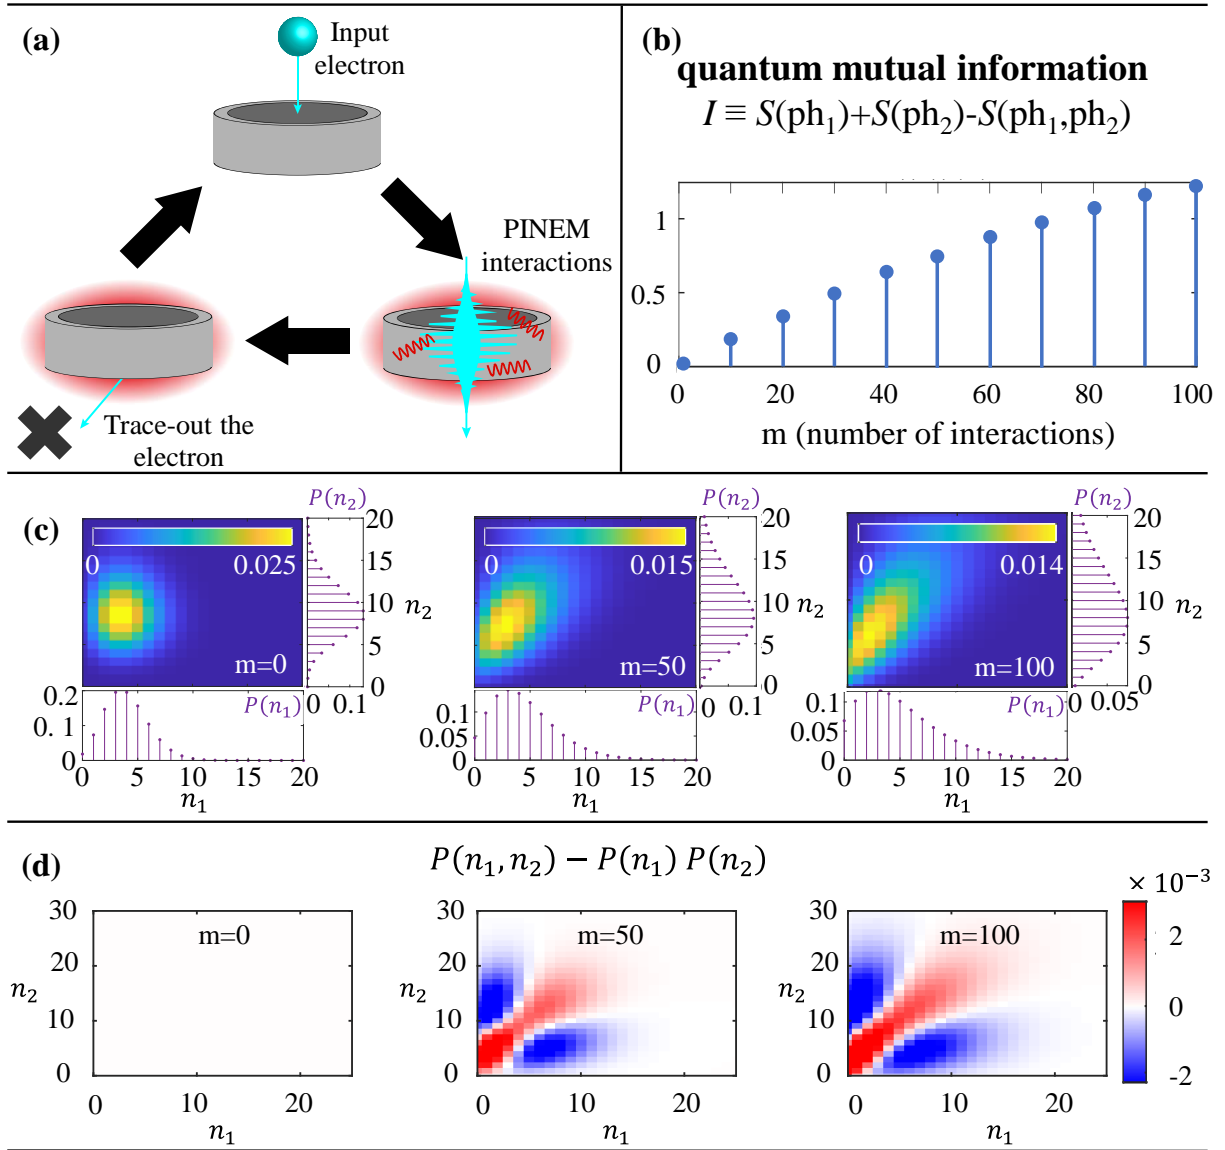 (a)
Input
electron
PINEM
interactions
Trace-out the
electron
(b)
quantum mutual information
I ≡ S(ph₁)+S(ph₂)-S(ph₁,ph₂)
1
0.5
0
0 20 40 60 80 100
m (number of interactions)
(c)
P(n₂)
0 0.025
m=0
20
15
10
5
0
n₂
0 0.1
0.2
0.1
0
P(n₁)
0 5 10 15 20
n₁
P(n₂)
0 0.015
m=50
20
15
10
5
0
n₂
0 0.1
0.1
0.05
0
P(n₁)
0 5 10 15 20
n₁
P(n₂)
0 0.014
m=100
20
15
10
5
0
n₂
0 0.05
0.1
0.05
0
P(n₁)
0 5 10 15 20
n₁
(d)
P(n₁, n₂) − P(n₁) P(n₂)
30
20
10
0
n₂
m=0
0 10 20
n₁
30
20
10
0
n₂
m=50
0 10 20
n₁
30
20
10
0
n₂
m=100
0 10 20
n₁
× 10⁻³
2
0
-2